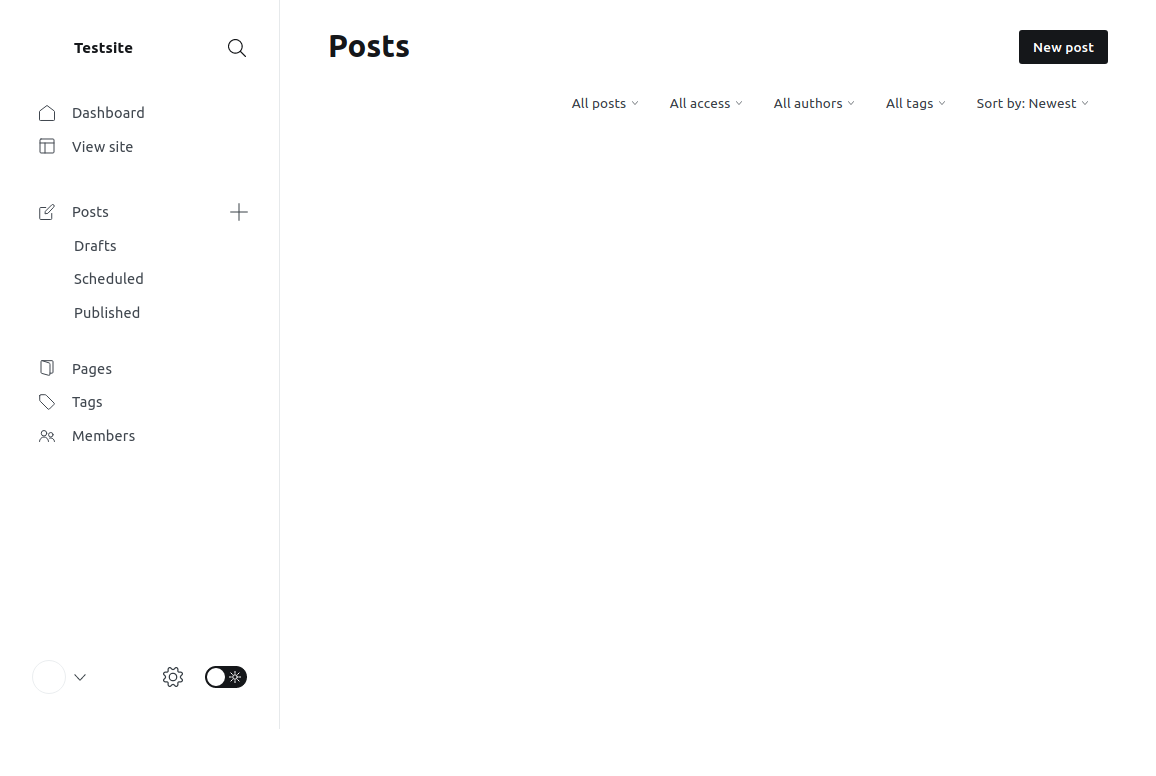 Testsite
Dashboard
View site
Posts
Drafts
Scheduled
Published
Pages
Tags
Members
Posts
New post
All posts
All access
All authors
All tags
Sort by: Newest